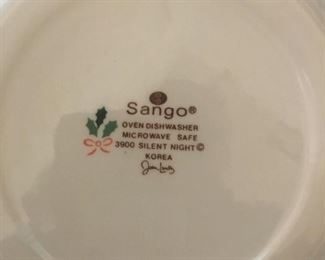 Sango®
OVEN DISHWASHER
MICROWAVE SAFE
3900 SILENT NIGHT©
KOREA